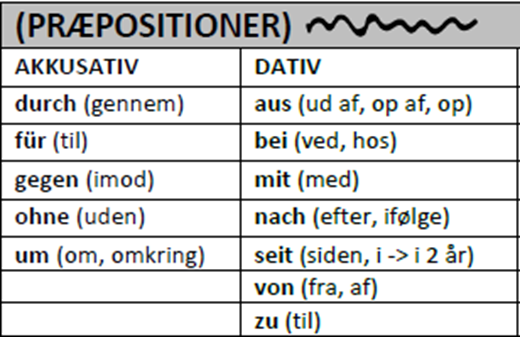 (PRÆPOSITIONER)
AKKUSATIV DATIV
durch (gennem) aus (ud af, op af, op)
für (til) bei (ved, hos)
gegen (imod) mit (med)
ohne (uden) nach (efter, ifølge)
um (om, omkring) seit (siden, i -> i 2 år)
von (fra, af)
zu (til)